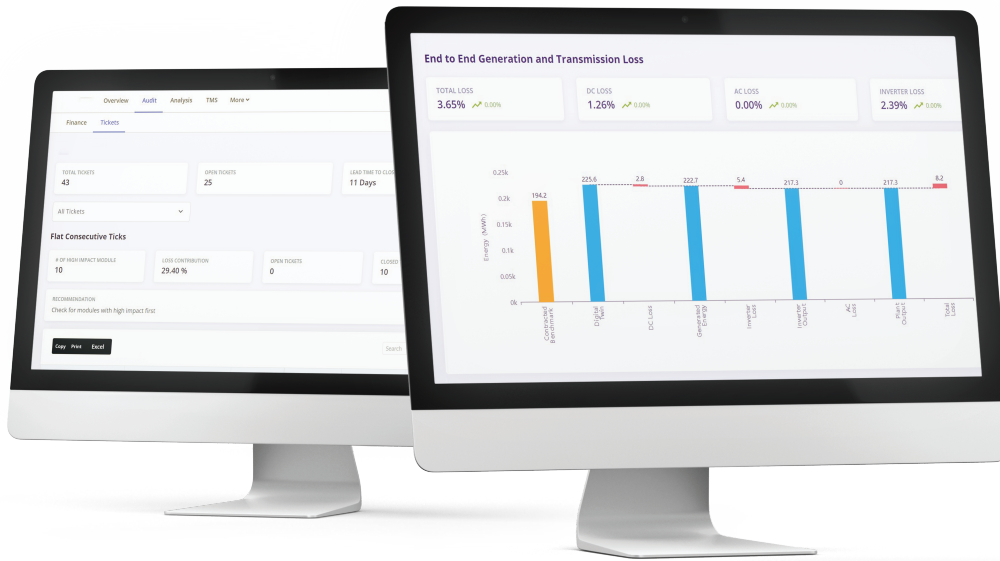 Overview Audit Analysis TMS More
Finance Tickets
TOTAL TICKETS
43
OPEN TICKETS
25
LEAD TIME TO CLO
11 Days
All Tickets
Flat Consecutive Ticks
# OF HIGH IMPACT MODULE
10
LOSS CONTRIBUTION
29.40 %
OPEN TICKETS
0
CLOSED
10
RECOMMENDATION
Check for modules with high impact first
Copy Print Excel
Search
End to End Generation and Transmission Loss
TOTAL LOSS
3.65% 0.00%
DC LOSS
1.26% 0.00%
AC LOSS
0.00% 0.00%
INVERTER LOSS
2.39% 0.00%
Energy (MWh)
0.25k
0.2k
0.15k
0.1k
0.05k
0k
194.2
225.6
2.8
222.7
5.4
217.3
0
217.3
8.2
Contracted
Benchmark
Digital
Twin
DC Loss
Generated
Energy
Inverter
Loss
Inverter
Output
AC
Loss
Plant
Output
Total
Loss